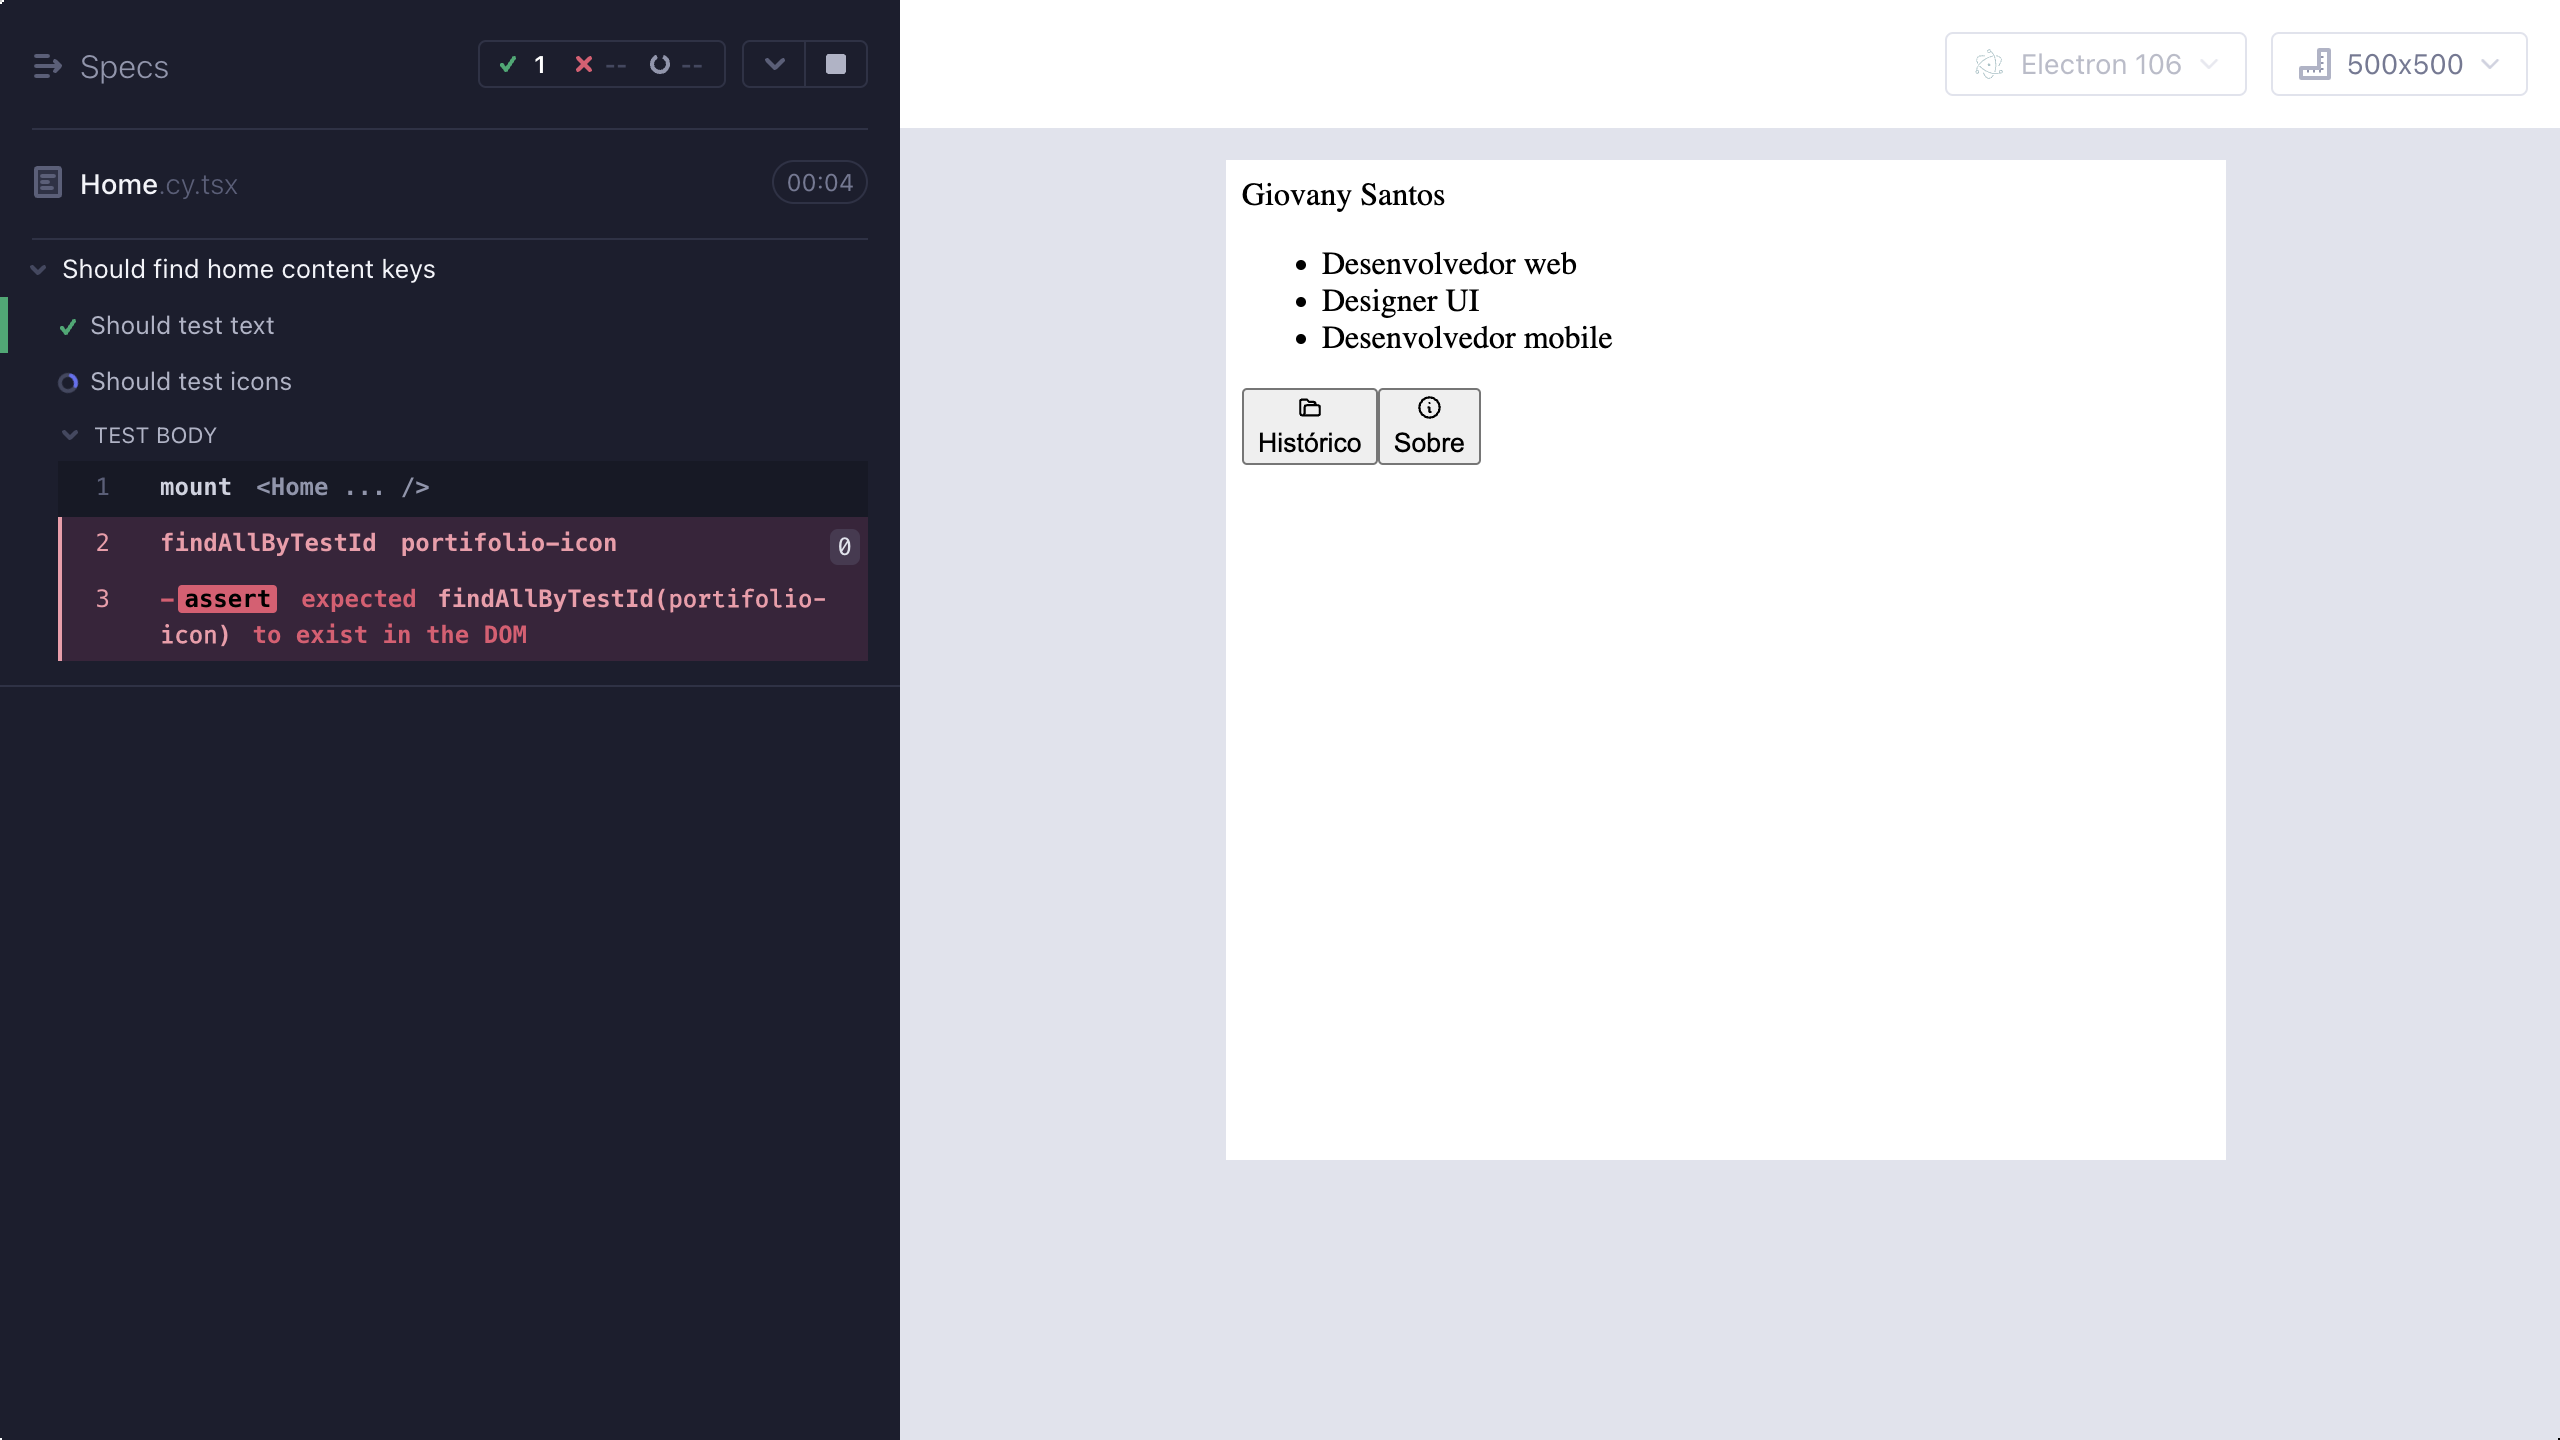 Specs
1 -- --
Electron 106
500x500
Home.cy.tsx
00:04
Should find home content keys
Should test text
Should test icons
TEST BODY
1 mount <Home ... />
2 findAllByTestId portifolio-icon 0
3 -assert expected findAllByTestId(portifolio-
icon) to exist in the DOM
Giovany Santos
• Desenvolvedor web
• Designer UI
• Desenvolvedor mobile
Histórico
Sobre